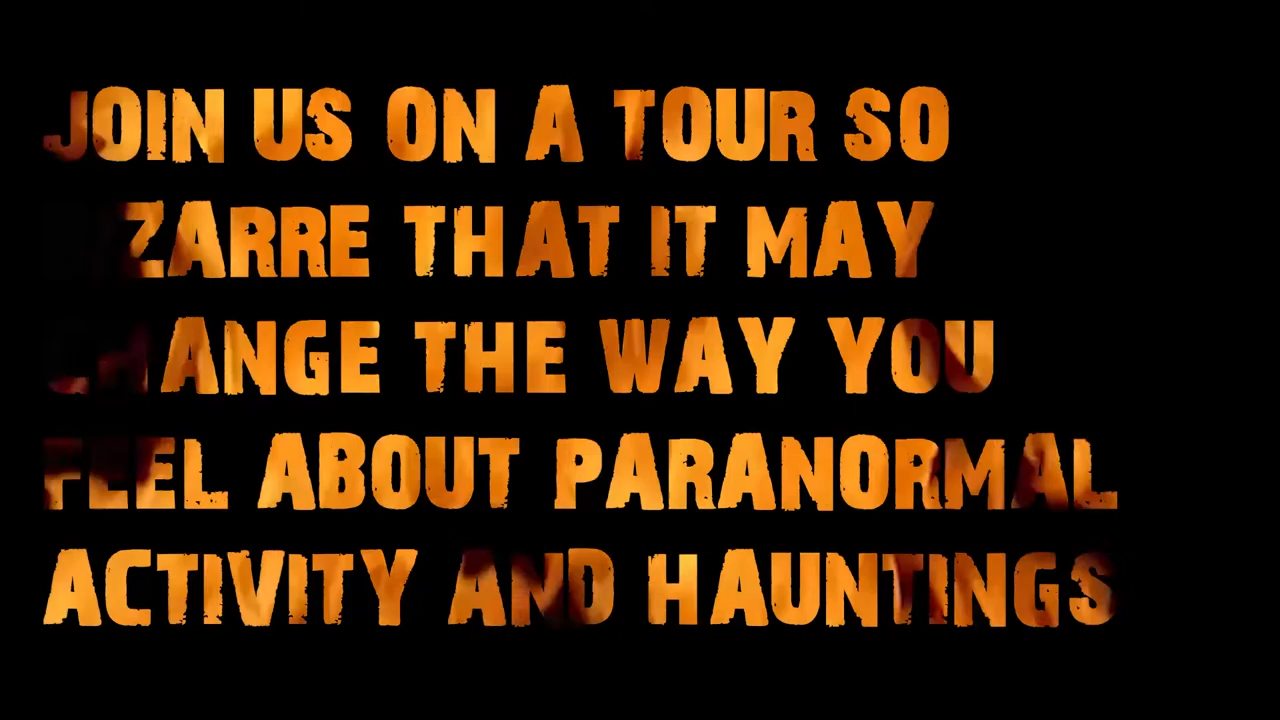 JOIN US ON A TOUR SO
BIZARRE THAT IT MAY
CHANGE THE WAY YOU
FEEL ABOUT PARANORMAL
ACTIVITY AND HAUNTINGS